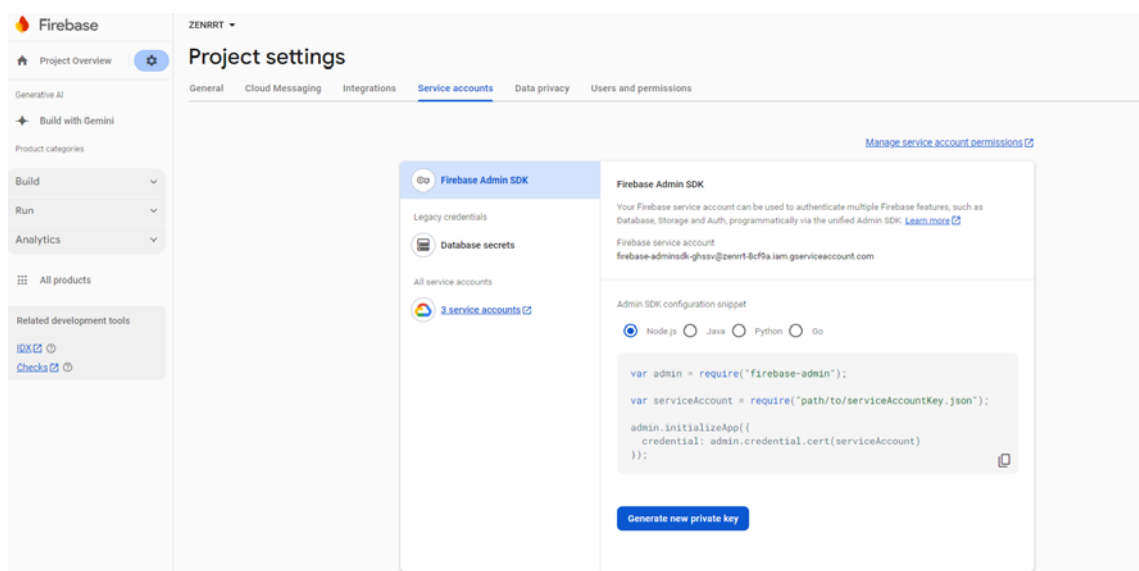 Firebase
Project Overview
Generative AI
Build with Gemini
Product categories
Build
Run
Analytics
All products
Related development tools
IDX
Checks
ZENRRT
Project settings
General Cloud Messaging Integrations Service accounts Data privacy Users and permissions
Manage service account permissions
Firebase Admin SDK
Legacy credentials
Database secrets
All service accounts
3 service accounts
Firebase Admin SDK
Your Firebase service account can be used to authenticate multiple Firebase features, such as
Database, Storage and Auth, programmatically via the unified Admin SDK. Learn more
Firebase service account
firebase-adminsdk-ghssv@zenrrt-8cf9a.iam.gserviceaccount.com
Admin SDK configuration snippet
Node.js Java Python Go
var admin = require("firebase-admin");
var serviceAccount = require("path/to/serviceAccountKey.json");
admin.initializeApp({
credential: admin.credential.cert(serviceAccount)
});
Generate new private key